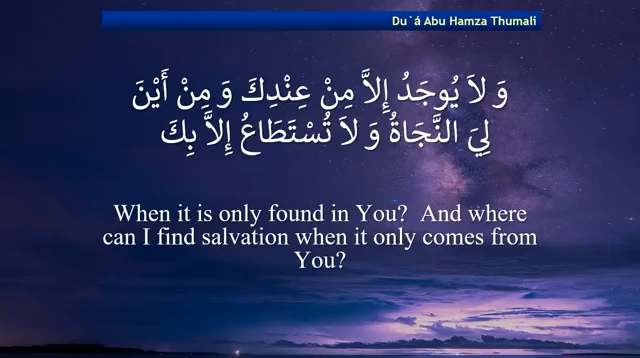 Du`á Abu Hamza Thumali
وَ لاَ يُوجَدُ إِلاَّ مِنْ عِنْدِكَ وَ مِنْ أَيْنَ
لِيَ النَّجَاةُ وَ لاَ تُسْتَطَاعُ إِلاَّ بِكَ
When it is only found in You?  And where
can I find salvation when it only comes from
You?